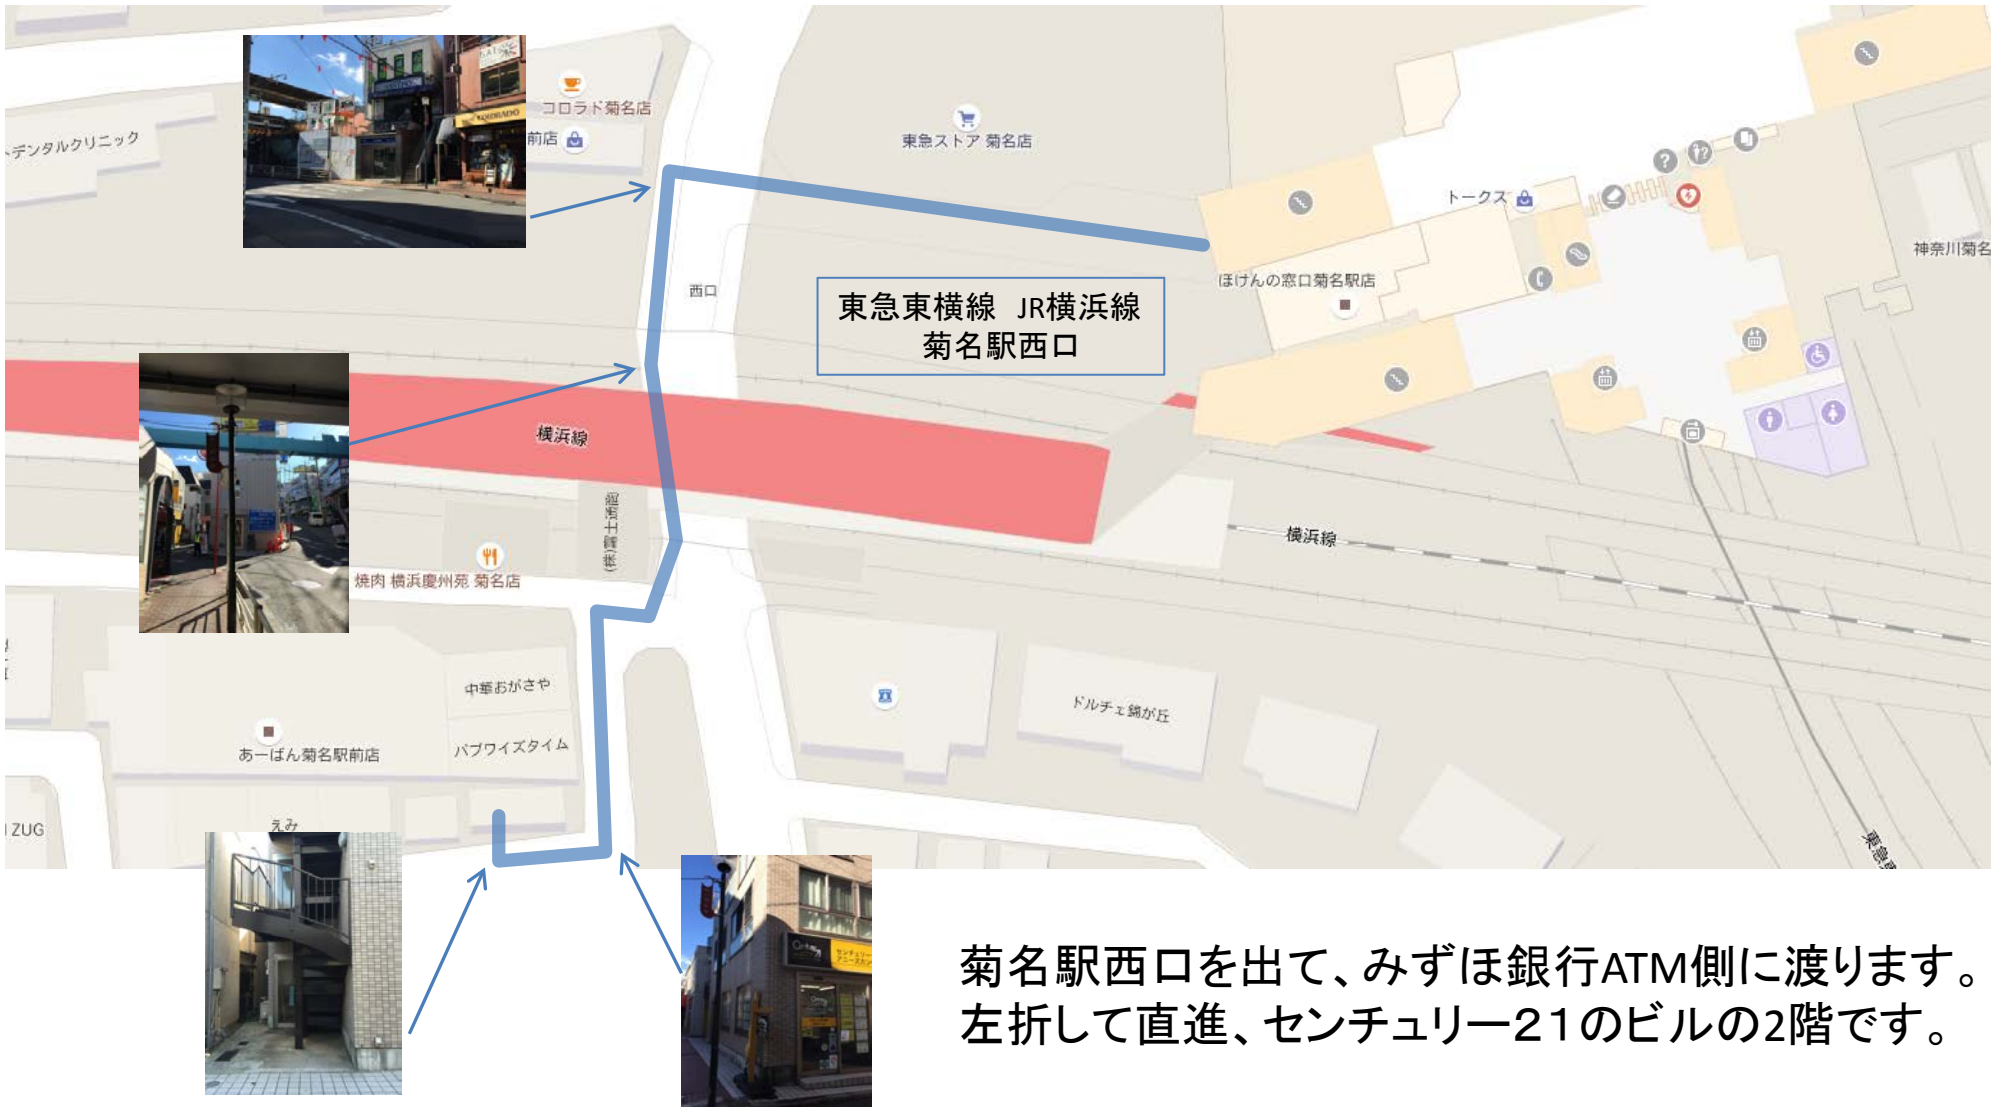 コロラド菊名店
前店
トデンタルクリニック
東急ストア 菊名店
トークス
神奈川菊名
ほけんの窓口菊名駅店
西口
東急東横線 JR横浜線
菊名駅西口
横浜線
横浜線
(株)富士通商
焼肉 横浜慶州苑 菊名店
中華おがさや
パブワイズタイム
あーばん菊名駅前店
ドルチェ錦が丘
えみ
ZUG
菊名駅西口を出て、みずほ銀行ATM側に渡ります。
左折して直進、センチュリー21のビルの2階です。